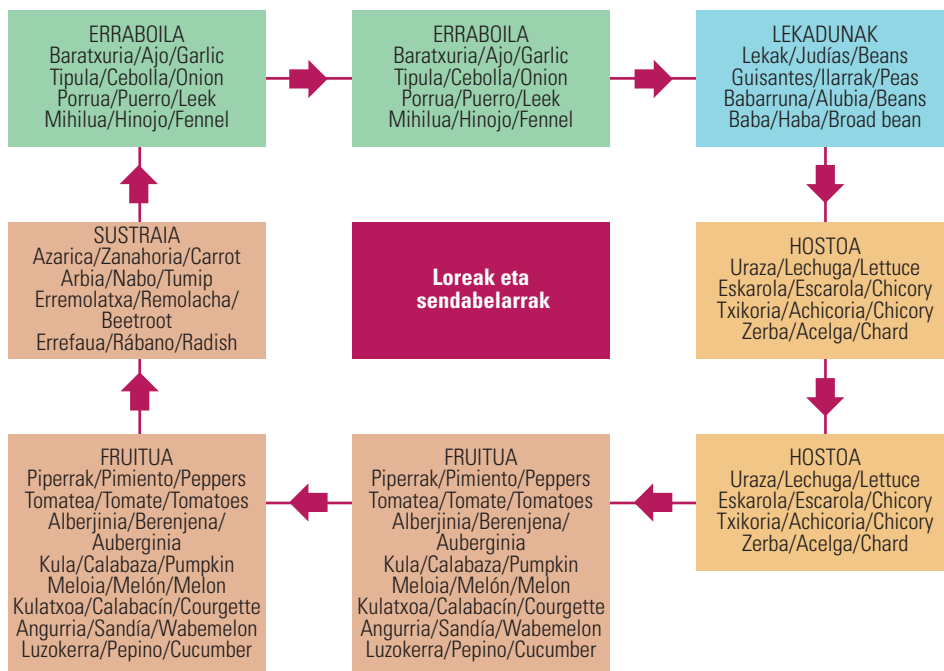 ERRABOILA
Baratxuria/Ajo/Garlic
Tipula/Cebolla/Onion
Porrua/Puerro/Leek
Mihilua/Hinojo/Fennel
ERRABOILA
Baratxuria/Ajo/Garlic
Tipula/Cebolla/Onion
Porrua/Puerro/Leek
Mihilua/Hinojo/Fennel
LEKADUNAK
Lekak/Judías/Beans
Guisantes/Ilarrak/Peas
Babarruna/Alubia/Beans
Baba/Haba/Broad bean
SUSTRAIA
Azarica/Zanahoria/Carrot
Arbia/Nabo/Tumip
Erremolatxa/Remolacha/
Beetroot
Errefaua/Rábano/Radish
Loreak eta
sendabelarrak
HOSTOA
Uraza/Lechuga/Lettuce
Eskarola/Escarola/Chicory
Txikoria/Achicoria/Chicory
Zerba/Acelga/Chard
FRUITUA
Piperrak/Pimiento/Peppers
Tomatea/Tomate/Tomatoes
Alberjinia/Berenjena/
Auberginia
Kula/Calabaza/Pumpkin
Meloia/Melón/Melon
Kulatxoa/Calabacín/Courgette
Angurria/Sandía/Wabemelon
Luzokerra/Pepino/Cucumber
FRUITUA
Piperrak/Pimiento/Peppers
Tomatea/Tomate/Tomatoes
Alberjinia/Berenjena/
Auberginia
Kula/Calabaza/Pumpkin
Meloia/Melón/Melon
Kulatxoa/Calabacín/Courgette
Angurria/Sandía/Wabemelon
Luzokerra/Pepino/Cucumber
HOSTOA
Uraza/Lechuga/Lettuce
Eskarola/Escarola/Chicory
Txikoria/Achicoria/Chicory
Zerba/Acelga/Chard